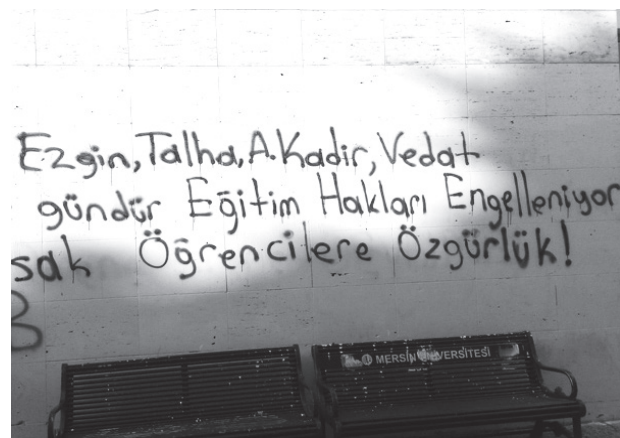 Ezgin, Talha, A.Kadir, Vedat
gündür Eğitim Hakları Engelleniyor
sak Öğrencilere Özgürlük!
MERSİN ÜNİVERSİTESİ